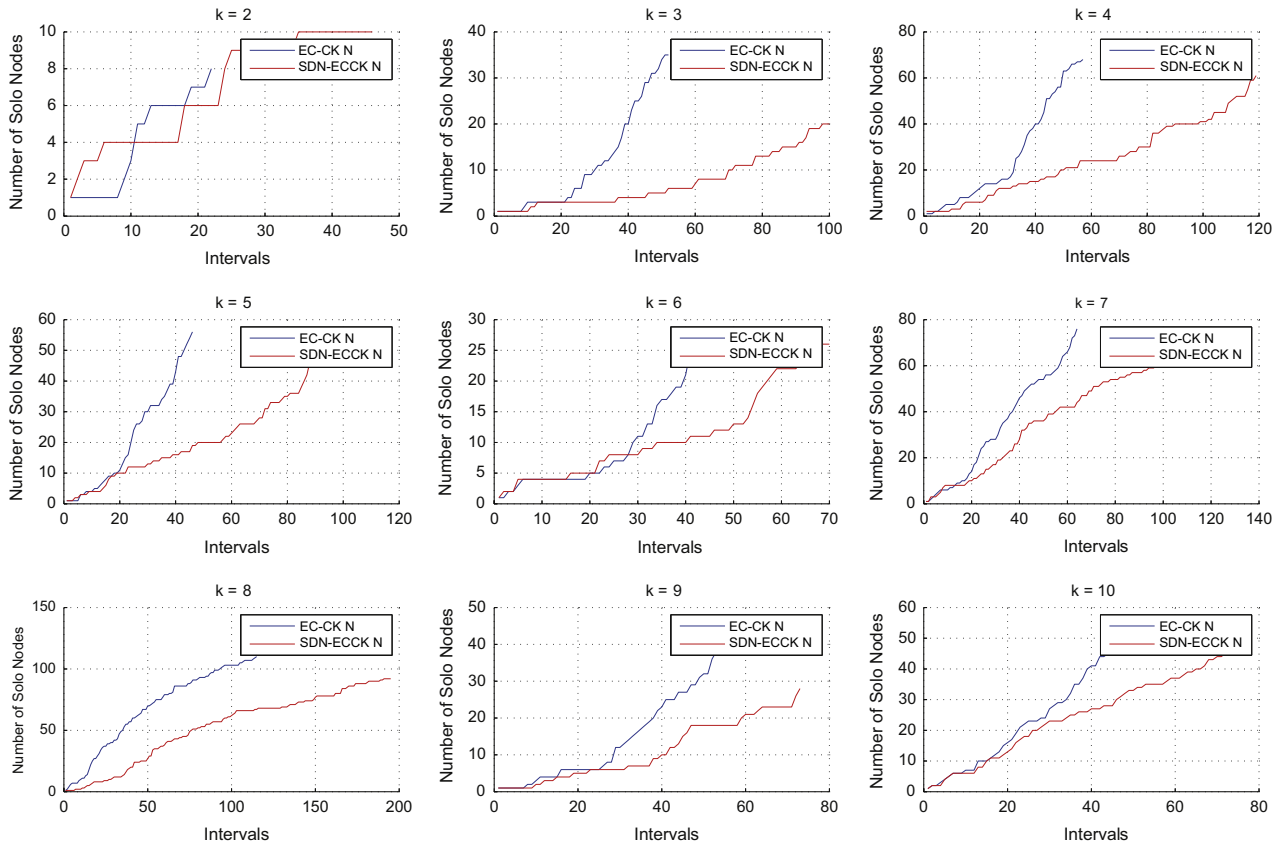 k = 2
Number of Solo Nodes
10
8
6
4
2
0
0 10 20 30 40 50
Intervals
EC-CK N
SDN-ECCK N
k = 3
Number of Solo Nodes
40
30
20
10
0
0 20 40 60 80 100
Intervals
EC-CK N
SDN-ECCK N
k = 4
Number of Solo Nodes
80
60
40
20
0
0 20 40 60 80 100 120
Intervals
EC-CK N
SDN-ECCK N
k = 5
Number of Solo Nodes
60
50
40
30
20
10
0
0 20 40 60 80 100 120
Intervals
EC-CK N
SDN-ECCK N
k = 6
Number of Solo Nodes
30
25
20
15
10
5
0
0 10 20 30 40 50 60 70
Intervals
EC-CK N
SDN-ECCK N
k = 7
Number of Solo Nodes
80
60
40
20
0
0 20 40 60 80 100 120 140
Intervals
EC-CK N
SDN-ECCK N
k = 8
Number of Solo Nodes
150
100
50
0
0 50 100 150 200
Intervals
EC-CK N
SDN-ECCK N
k = 9
Number of Solo Nodes
50
40
30
20
10
0
0 20 40 60 80
Intervals
EC-CK N
SDN-ECCK N
k = 10
Number of Solo Nodes
60
50
40
30
20
10
0
0 20 40 60 80
Intervals
EC-CK N
SDN-ECCK N